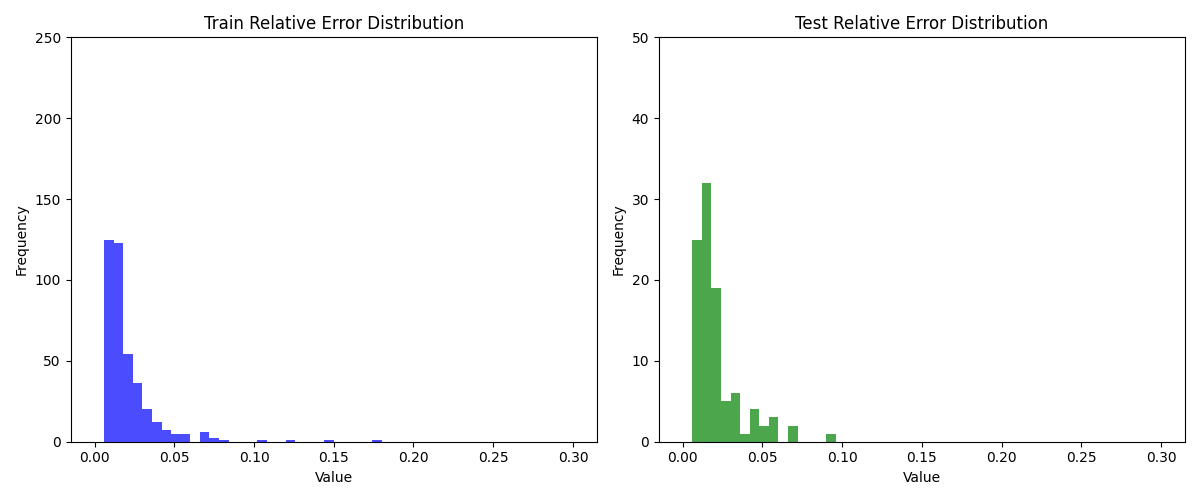 Train Relative Error Distribution
250
200
150
100
50
0
Frequency
0.00 0.05 0.10 0.15 0.20 0.25 0.30
Value
Test Relative Error Distribution
50
40
30
20
10
0
Frequency
0.00 0.05 0.10 0.15 0.20 0.25 0.30
Value